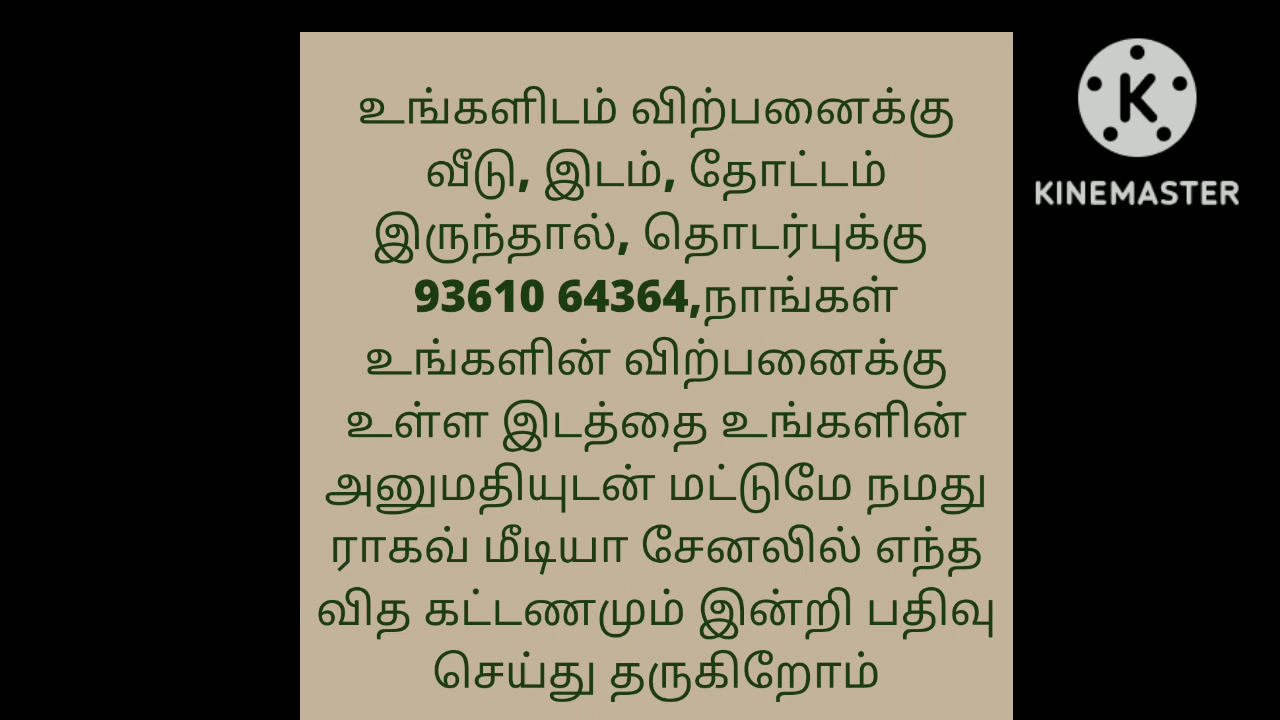 உங்களிடம் விற்பனைக்கு
வீடு, இடம், தோட்டம்
இருந்தால், தொடர்புக்கு
93610 64364,நாங்கள்
உங்களின் விற்பனைக்கு
உள்ள இடத்தை உங்களின்
அனுமதியுடன் மட்டுமே நமது
ராகவ் மீடியா சேனலில் எந்த
வித கட்டணமும் இன்றி பதிவு
செய்து தருகிறோம்
K
KINEMASTER